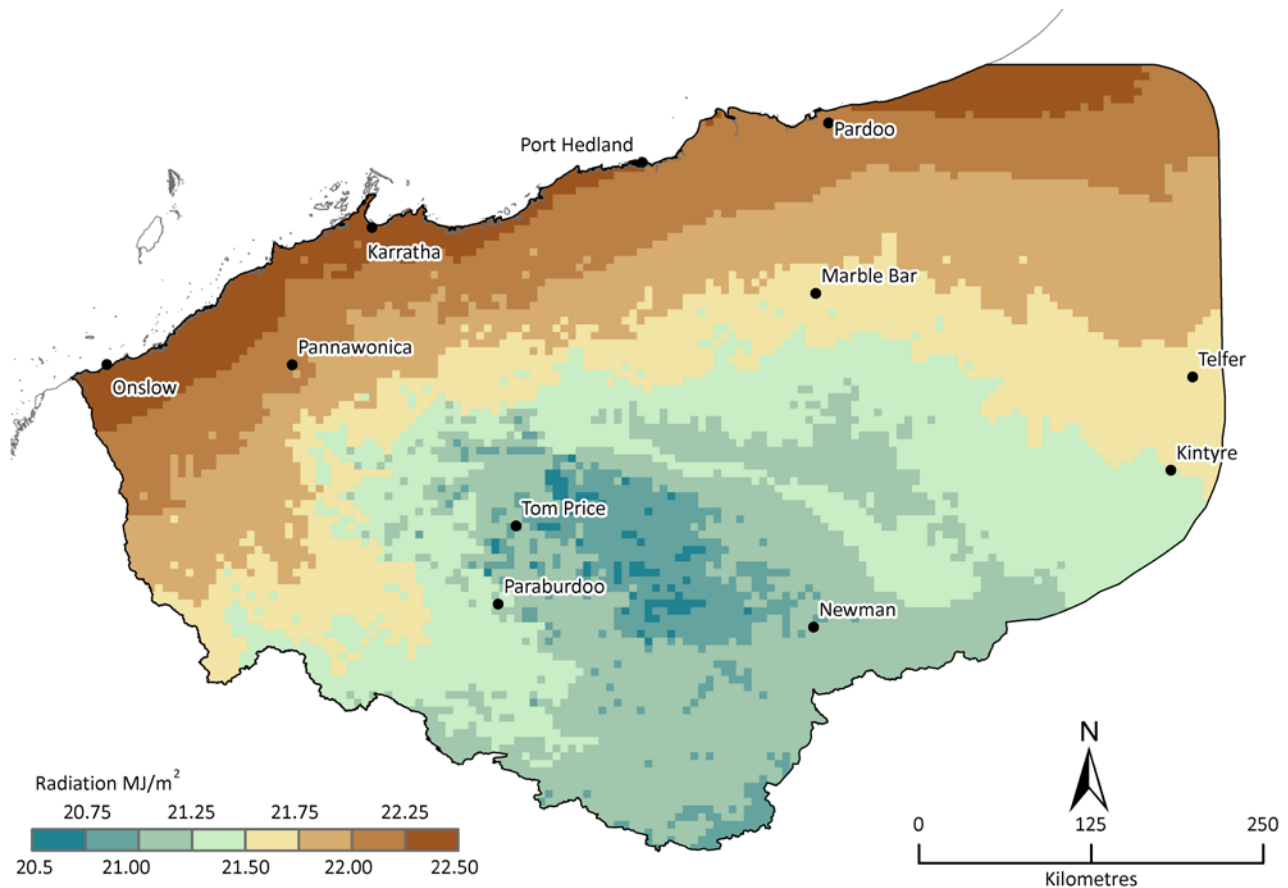 Pardoo
Port Hedland
Karratha
Marble Bar
Pannawonica
Telfer
Onslow
Kintyre
Tom Price
Paraburdoo
Newman
N
Radiation MJ/m²
20.75 21.25 21.75 22.25
20.5 21.00 21.50 22.00 22.50
0 125 250
Kilometres